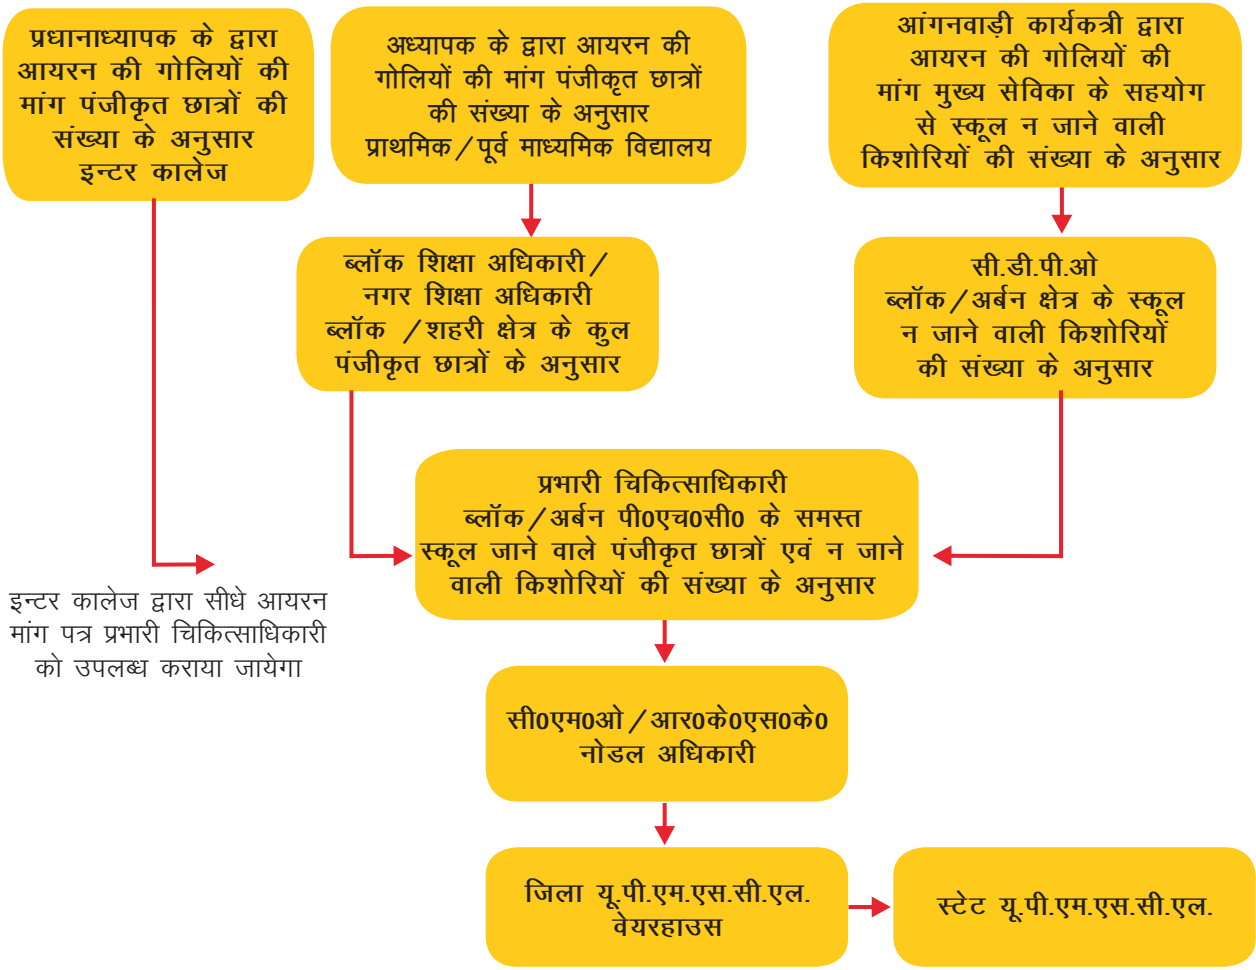 प्रधानाध्यापक के द्वारा
आयरन की गोलियों की
मांग पंजीकृत छात्रों की
संख्या के अनुसार
इन्टर कालेज
अध्यापक के द्वारा आयरन की
गोलियों की मांग पंजीकृत छात्रों
की संख्या के अनुसार
प्राथमिक/पूर्व माध्यमिक विद्यालय
आंगनवाड़ी कार्यकत्री द्वारा
आयरन की गोलियों की
मांग मुख्य सेविका के सहयोग
से स्कूल न जाने वाली
किशोरियों की संख्या के अनुसार
ब्लॉक शिक्षा अधिकारी/
नगर शिक्षा अधिकारी
ब्लॉक /शहरी क्षेत्र के कुल
पंजीकृत छात्रों के अनुसार
सी.डी.पी.ओ
ब्लॉक/अर्बन क्षेत्र के स्कूल
न जाने वाली किशोरियों
की संख्या के अनुसार
प्रभारी चिकित्साधिकारी
ब्लॉक/अर्बन पी0एच0सी0 के समस्त
स्कूल जाने वाले पंजीकृत छात्रों एवं न जाने
वाली किशोरियों की संख्या के अनुसार
इन्टर कालेज द्वारा सीधे आयरन
मांग पत्र प्रभारी चिकित्साधिकारी
को उपलब्ध कराया जायेगा
सी0एम0ओ/आर0के0एस0के0
नोडल अधिकारी
जिला यू.पी.एम.एस.सी.एल.
वेयरहाउस
स्टेट यू.पी.एम.एस.सी.एल.